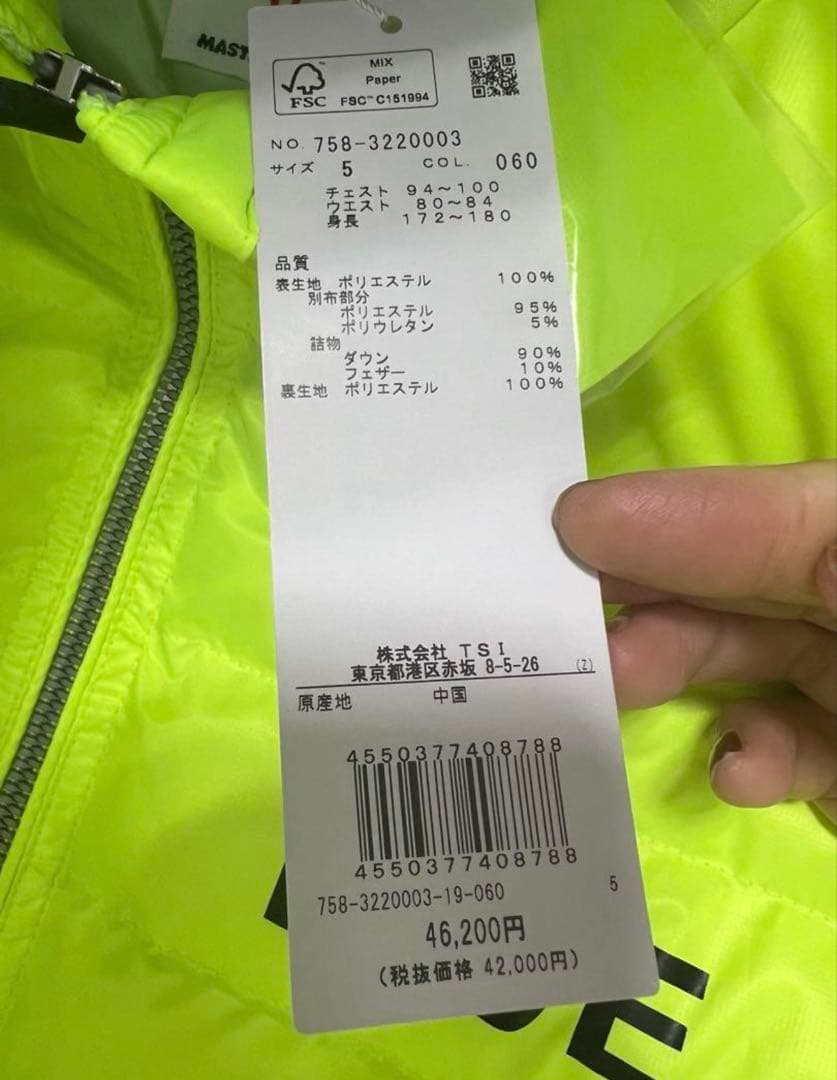 MAST
MIX
Paper
FSC
FSC™ C151994
NO. 758-3220003
サイズ 5 COL. 060
チェスト 94~100
ウエスト 80~84
身長 172~180
品質
表生地 ポリエステル 100%
別布部分
ポリエステル 95%
ポリウレタン 5%
詰物
ダウン 90%
フェザー 10%
裏生地 ポリエステル 100%
株式会社 TSI
東京都港区赤坂 8-5-26 (Z)
原産地 中国
4550377408788
4550377408788
758-3220003-19-060 5
46,200円
(税抜価格 42,000円)